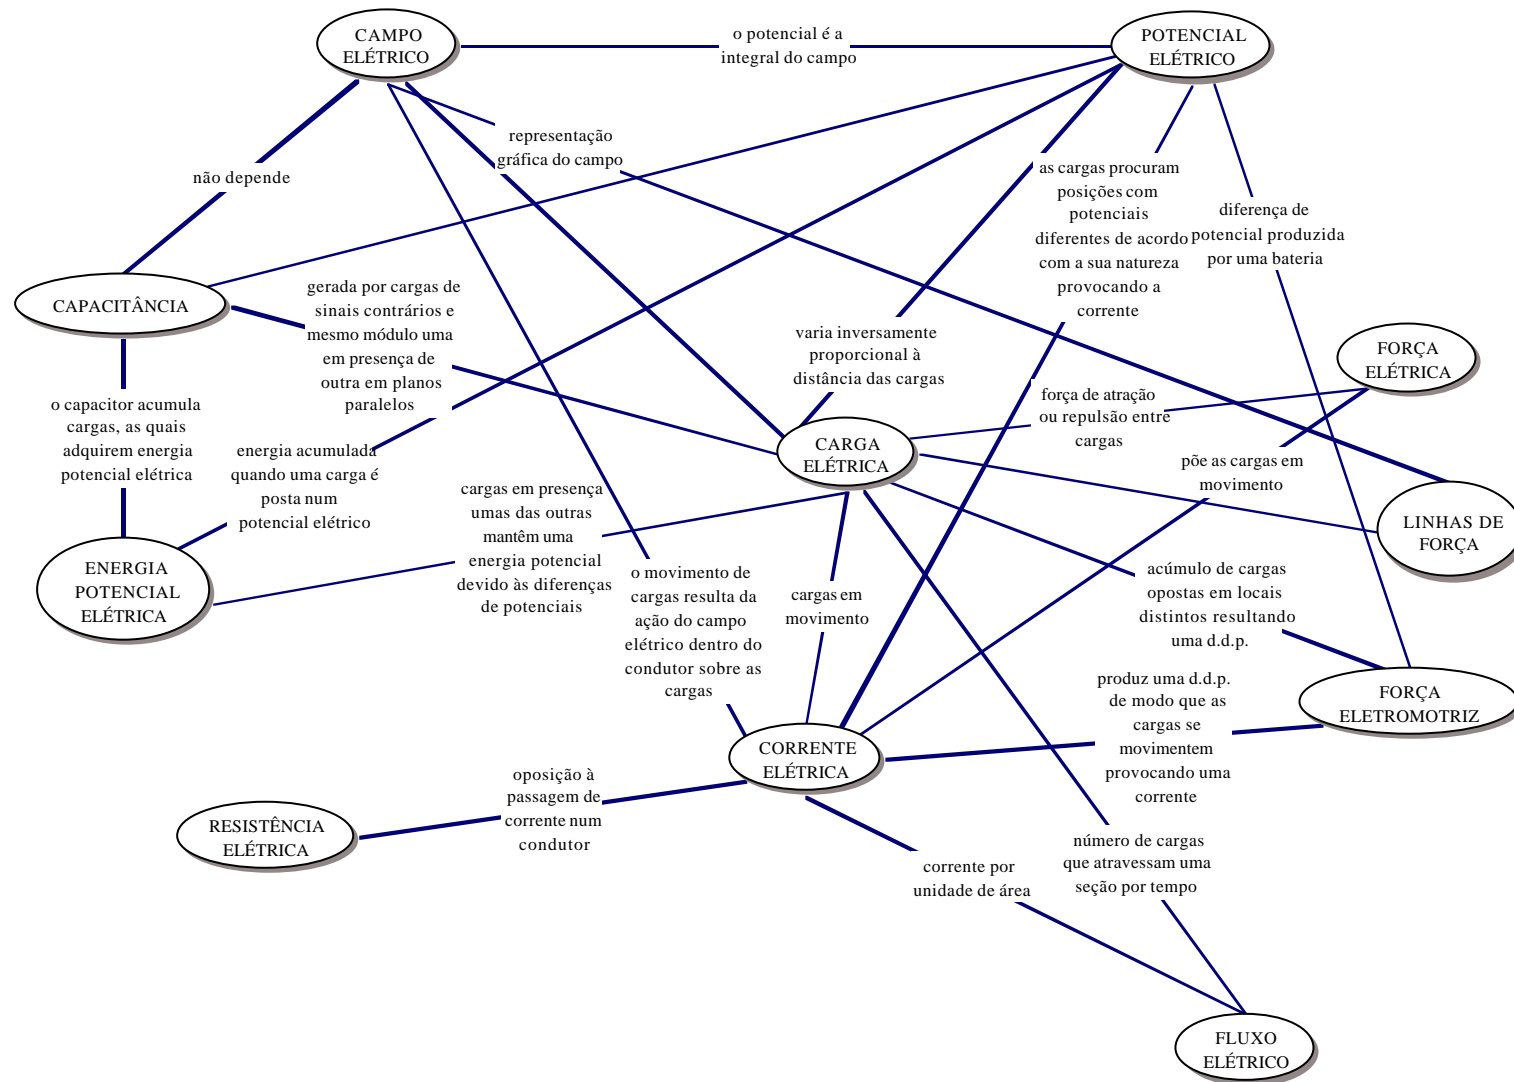 CAMPO
ELÉTRICO
o potencial é a
integral do campo
POTENCIAL
ELÉTRICO
representação
gráfica do campo
não depende
as cargas procuram
posições com
potenciais
diferentes de acordo
com a sua natureza
provocando a
corrente
diferença de
potencial produzida
por uma bateria
CAPACITÂNCIA
gerada por cargas de
sinais contrários e
mesmo módulo uma
em presença de
outra em planos
paralelos
varia inversamente
proporcional à
distância das cargas
FORÇA
ELÉTRICA
força de atração
ou repulsão entre
cargas
o capacitor acumula
cargas, as quais
adquirem energia
potencial elétrica
energia acumulada
quando uma carga é
posta num
potencial elétrico
CARGA
ELÉTRICA
põe as cargas em
movimento
cargas em presença
umas das outras
mantêm uma
energia potencial
devido às diferenças
de potenciais
LINHAS DE
FORÇA
ENERGIA
POTENCIAL
ELÉTRICA
o movimento de
cargas resulta da
ação do campo
elétrico dentro do
condutor sobre as
cargas
cargas em
movimento
acúmulo de cargas
opostas em locais
distintos resultando
uma d.d.p.
produz uma d.d.p.
de modo que as
cargas se
movimentem
provocando uma
corrente
FORÇA
ELETROMOTRIZ
CORRENTE
ELÉTRICA
oposição à
passagem de
corrente num
condutor
RESISTÊNCIA
ELÉTRICA
número de cargas
que atravessam uma
seção por tempo
corrente por
unidade de área
FLUXO
ELÉTRICO